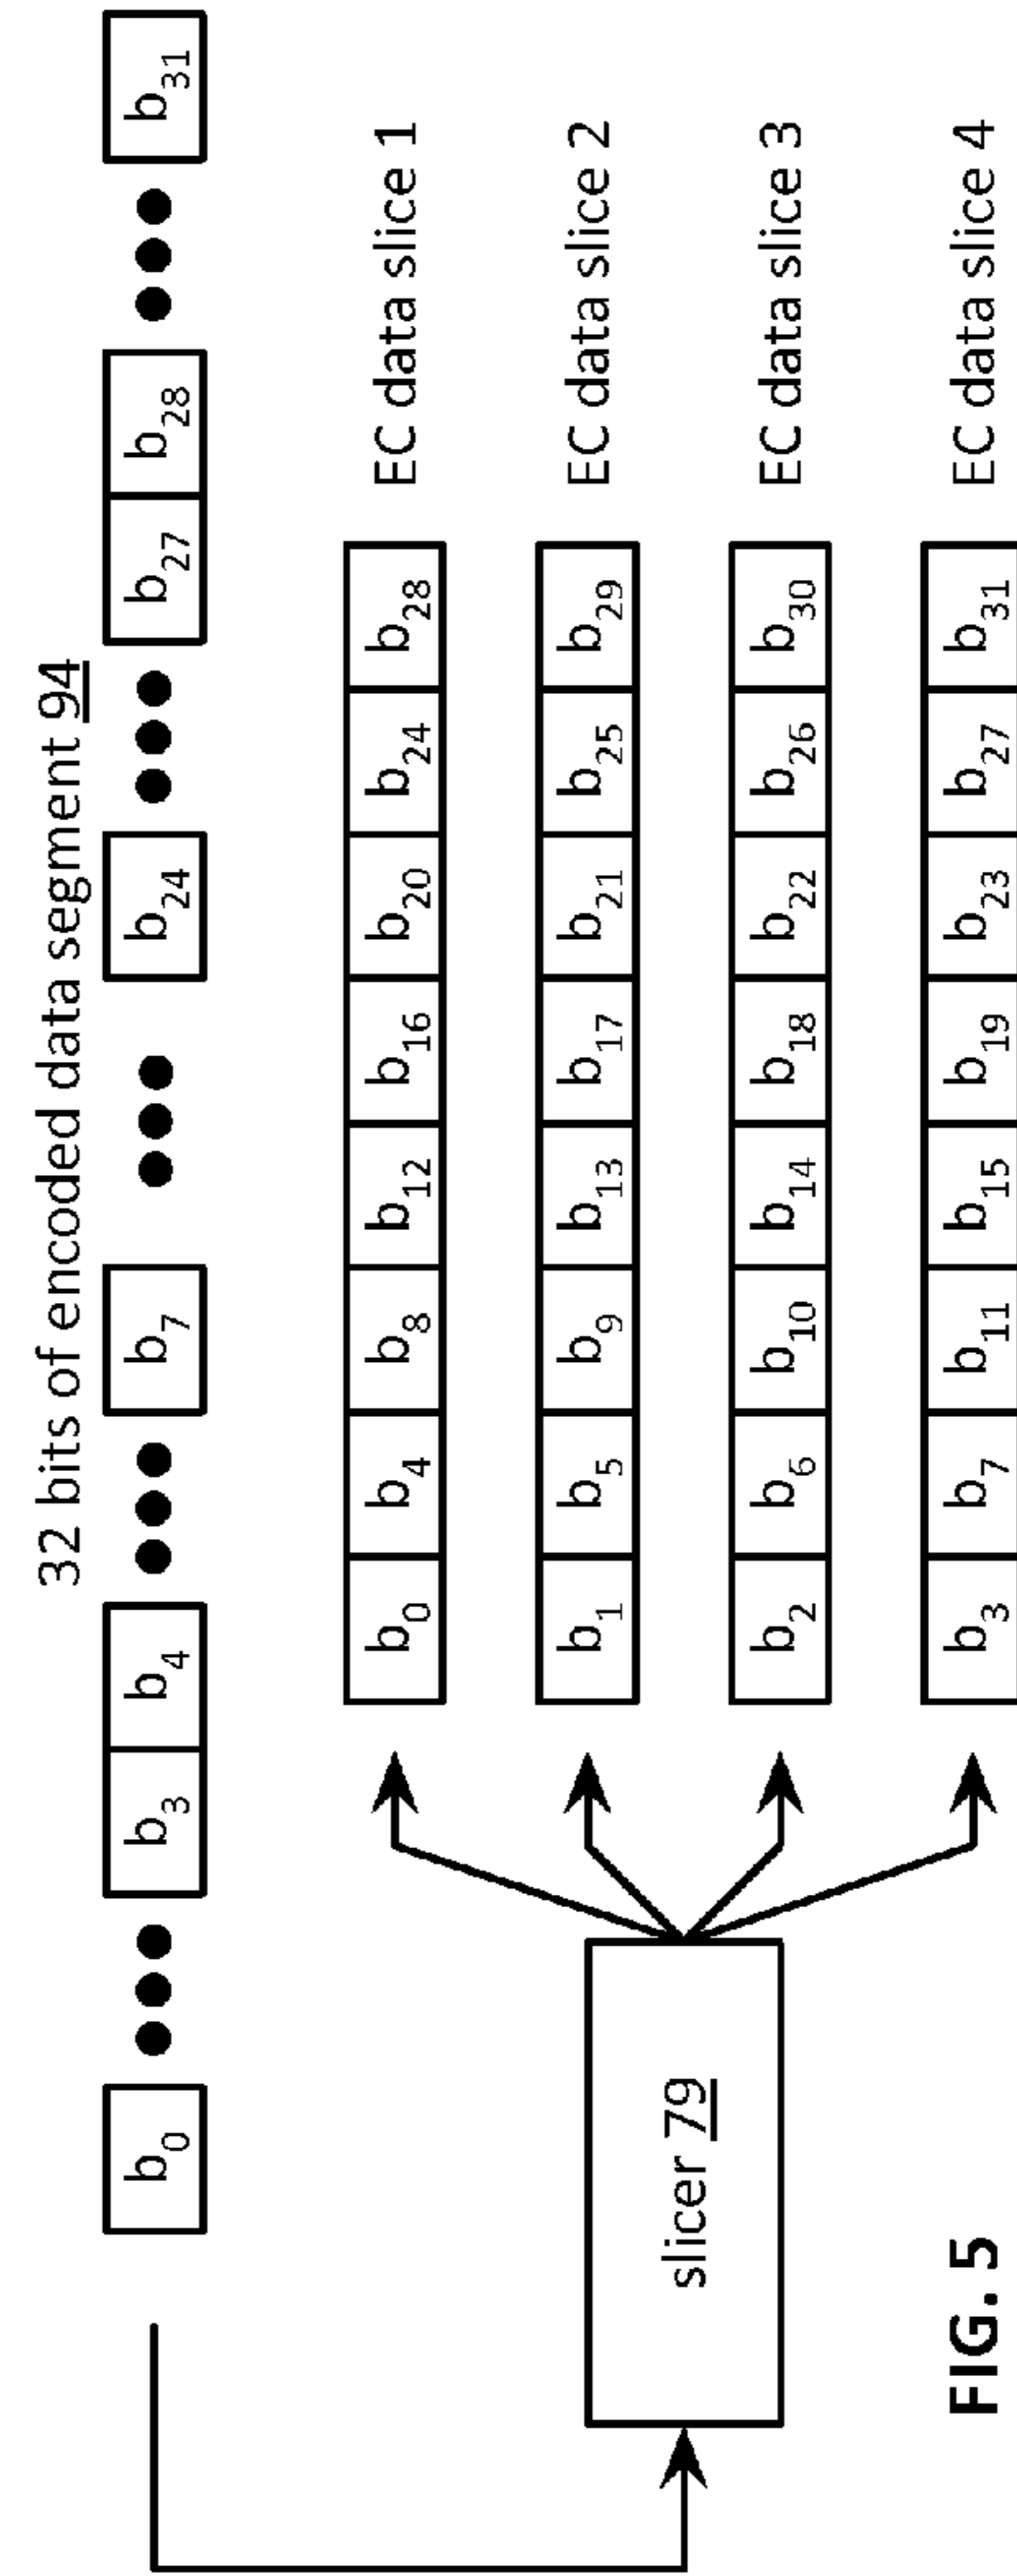 32 bits of encoded data segment 94
b0 ●●● b3 b4 ●●● b7 ●●● b24 ●●● b27 b28 ●●● b31
b0 b4 b8 b12 b16 b20 b24 b28 EC data slice 1
b1 b5 b9 b13 b17 b21 b25 b29 EC data slice 2
slicer 79
b2 b6 b10 b14 b18 b22 b26 b30 EC data slice 3
b3 b7 b11 b15 b19 b23 b27 b31 EC data slice 4
FIG. 5